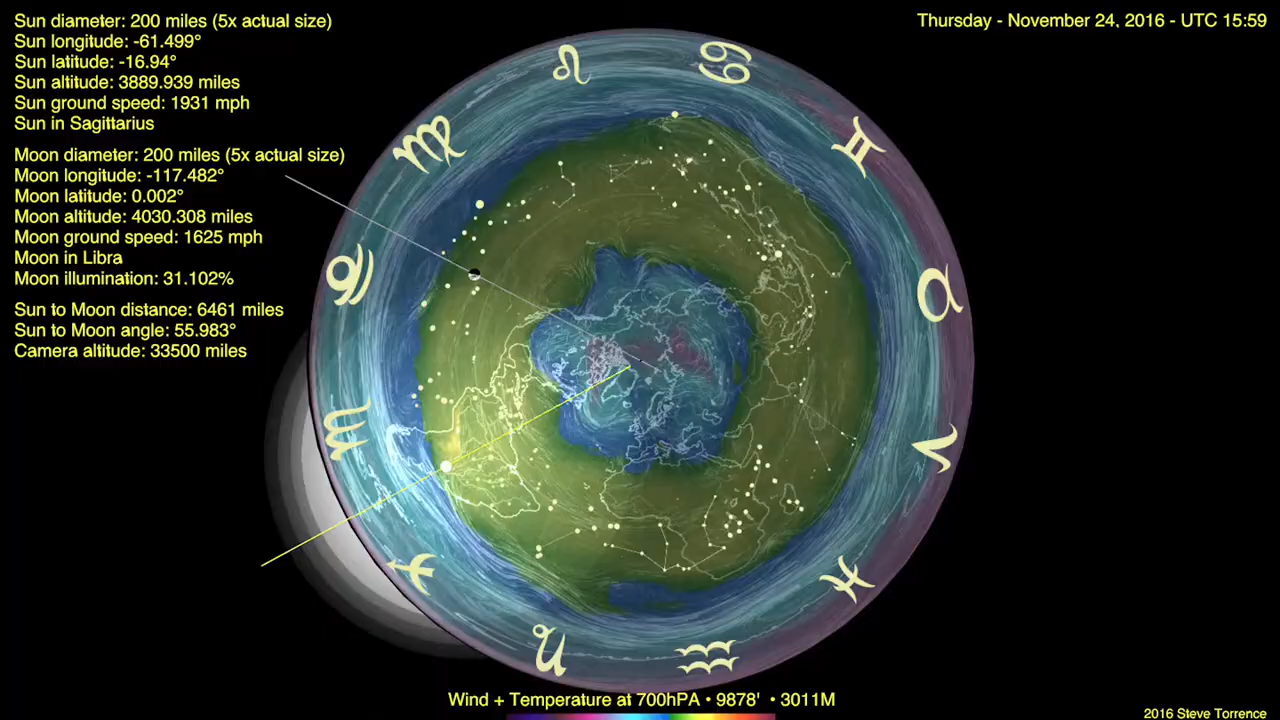 Sun diameter: 200 miles (5x actual size)
Sun longitude: -61.499°
Sun latitude: -16.94°
Sun altitude: 3889.939 miles
Sun ground speed: 1931 mph
Sun in Sagittarius
Moon diameter: 200 miles (5x actual size)
Moon longitude: -117.482°
Moon latitude: 0.002°
Moon altitude: 4030.308 miles
Moon ground speed: 1625 mph
Moon in Libra
Moon illumination: 31.102%
Sun to Moon distance: 6461 miles
Sun to Moon angle: 55.983°
Camera altitude: 33500 miles
Thursday - November 24, 2016 - UTC 15:59
Wind + Temperature at 700hPA • 9878' • 3011M
2016 Steve Torrence